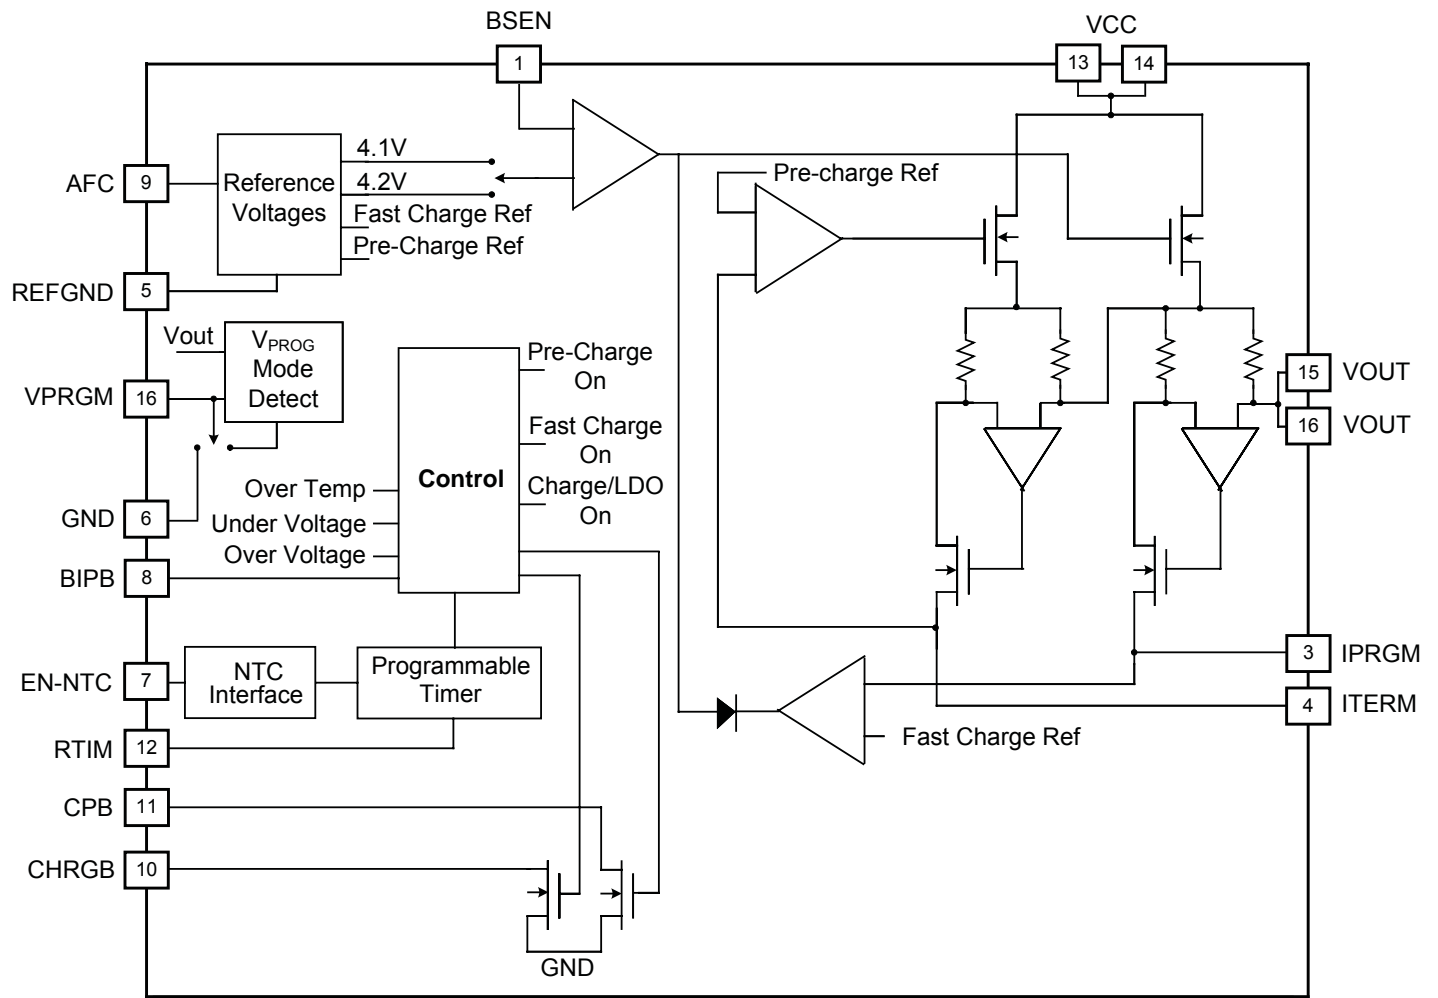 BSEN
VCC
1
13
14
AFC
9
Reference
Voltages
4.1V
4.2V
Fast Charge Ref
Pre-Charge Ref
Pre-charge Ref
REFGND
5
Vout
VPROG
Mode
Detect
VPRGM
16
GND
6
BIPB
8
Control
Pre-Charge
On
Fast Charge
On
Charge/LDO
On
Over Temp
Under Voltage
Over Voltage
15
VOUT
16
VOUT
EN-NTC
7
NTC
Interface
Programmable
Timer
RTIM
12
3
IPRGM
4
ITERM
Fast Charge Ref
CPB
11
CHRGB
10
GND